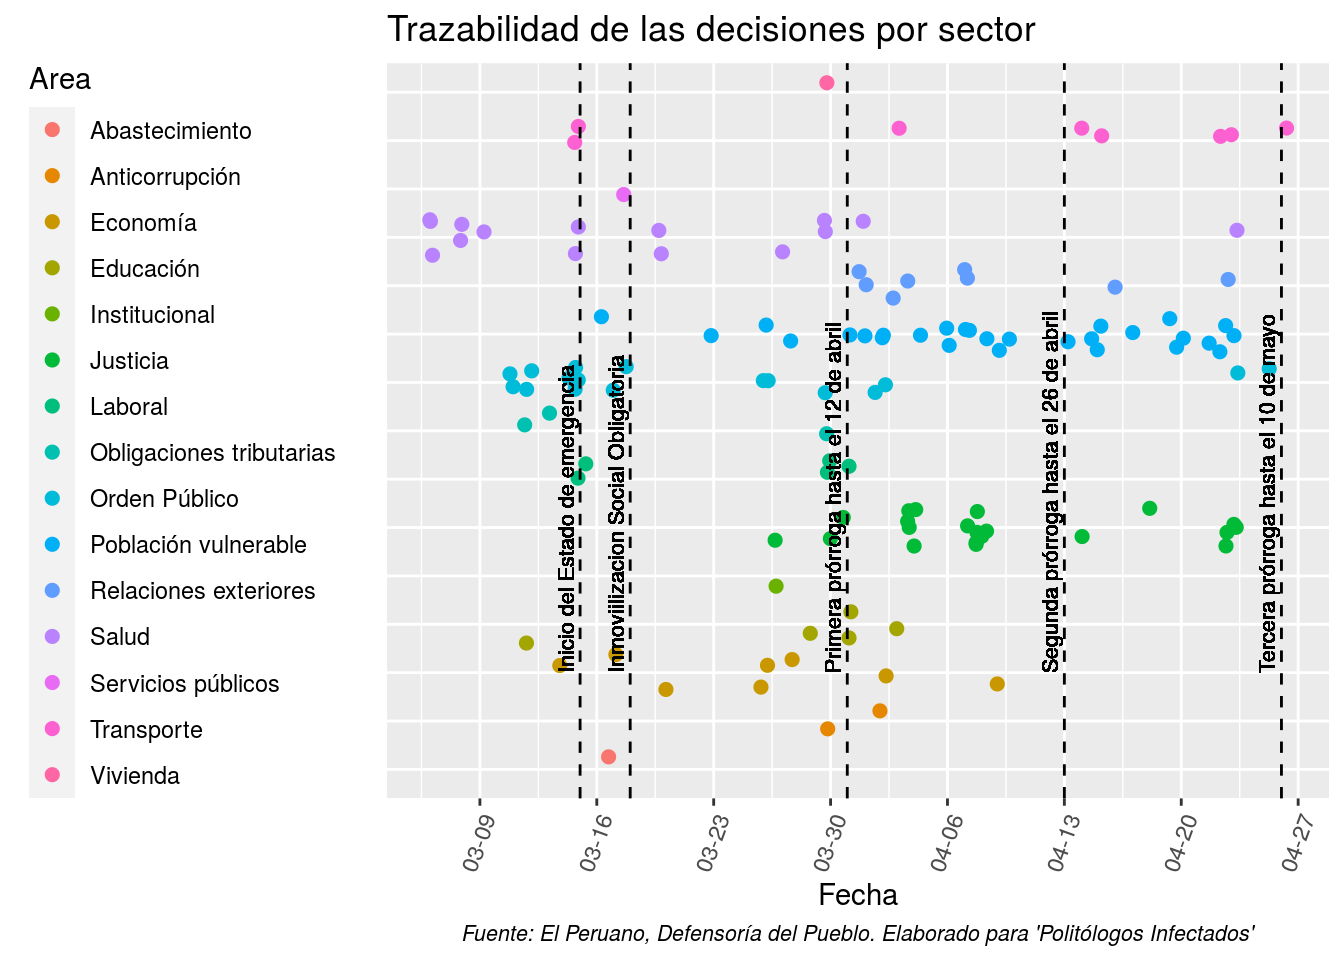 Trazabilidad de las decisiones por sector
Area
Abastecimiento
Anticorrupción
Economía
Educación
Institucional
Justicia
Laboral
Obligaciones tributarias
Orden Público
Población vulnerable
Relaciones exteriores
Salud
Servicios públicos
Transporte
Vivienda
Inicio del Estado de emergencia
Inmoviilizacion Social Obligatoria
Primera prórroga hasta el 12 de abril
Segunda prórroga hasta el 26 de abril
Tercera prórroga hasta el 10 de mayo
03-09
03-16
03-23
03-30
04-06
04-13
04-20
04-27
Fecha
Fuente: El Peruano, Defensoría del Pueblo. Elaborado para 'Politólogos Infectados'